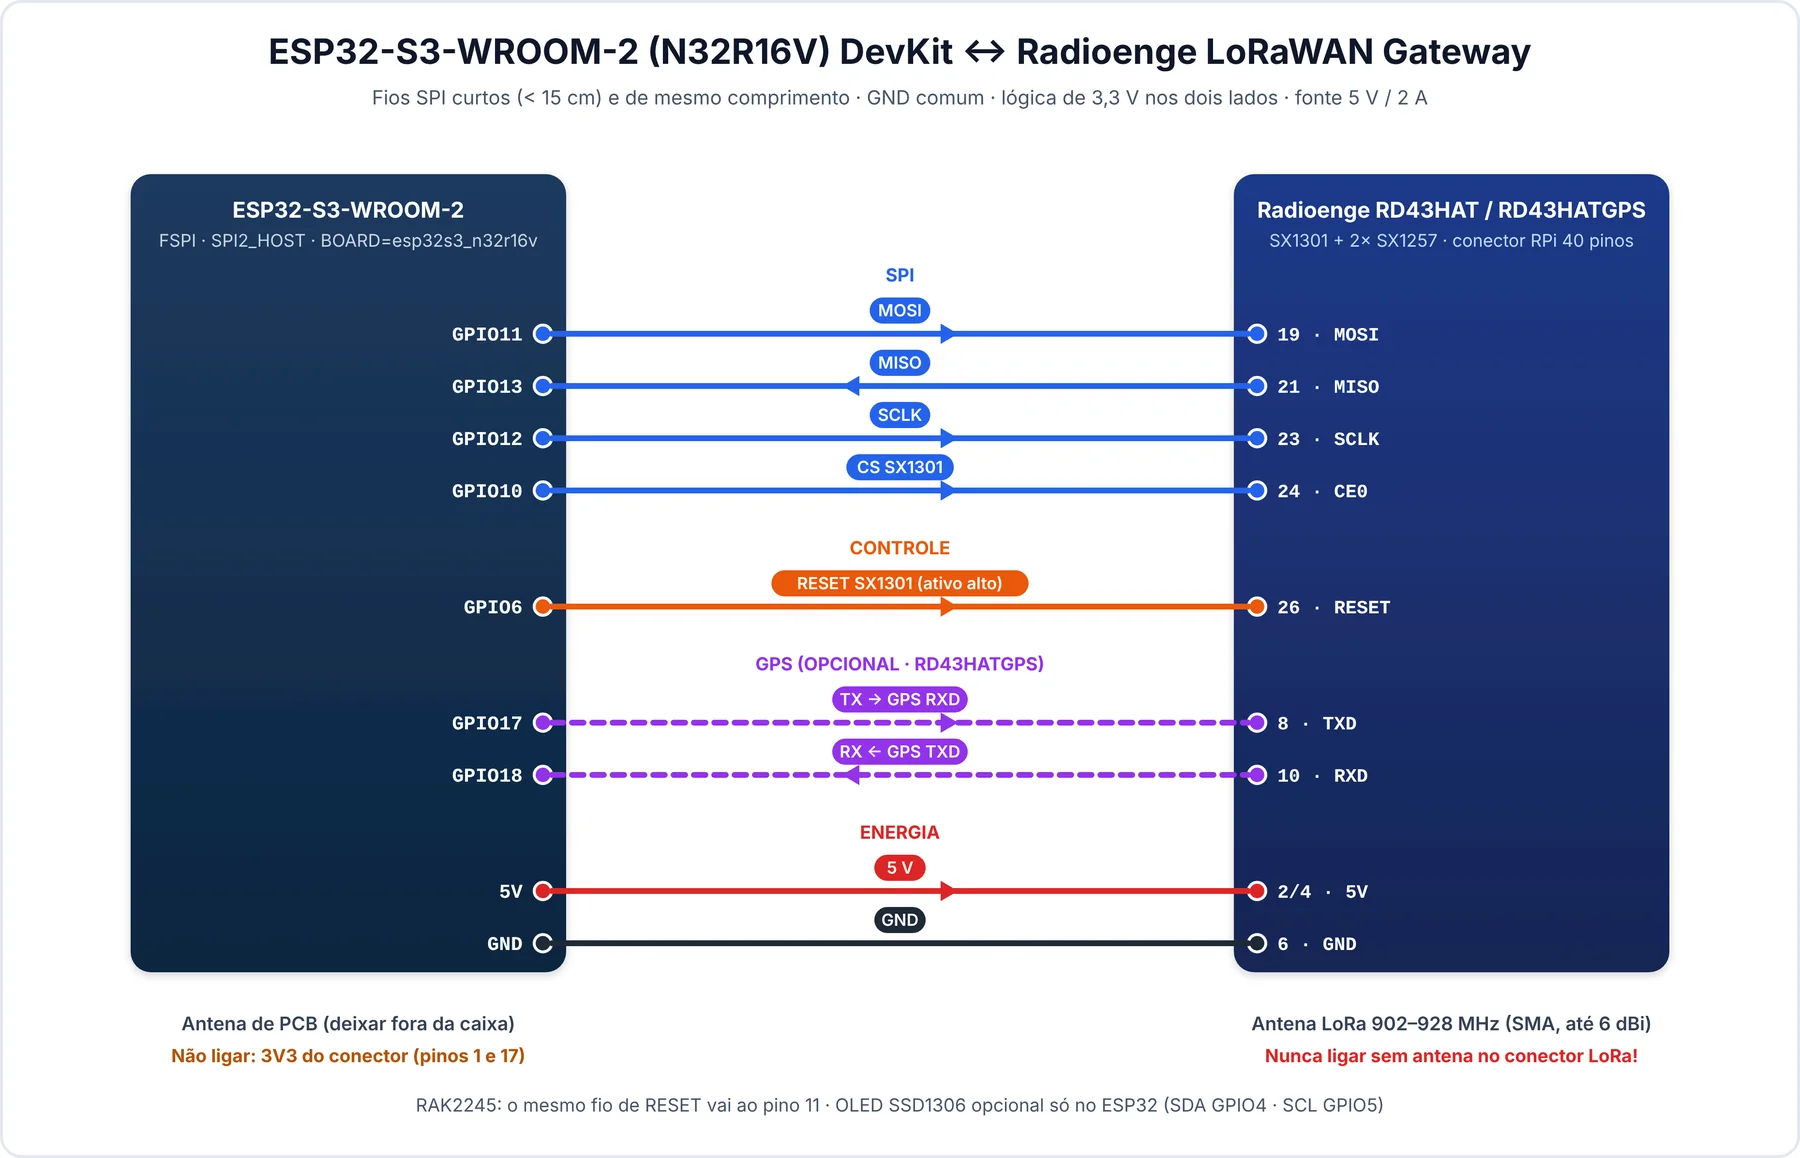 ESP32-S3-WROOM-2 (N32R16V) DevKit ↔ Radioenge LoRaWAN Gateway
Fios SPI curtos (< 15 cm) e de mesmo comprimento · GND comum · lógica de 3,3 V nos dois lados · fonte 5 V / 2 A
ESP32-S3-WROOM-2
FSPI · SPI2_HOST · BOARD=esp32s3_n32r16v
Radioenge RD43HAT / RD43HATGPS
SX1301 + 2× SX1257 · conector RPi 40 pinos
SPI
MOSI
GPIO11
19 · MOSI
MISO
GPIO13
21 · MISO
SCLK
GPIO12
23 · SCLK
CS SX1301
GPIO10
24 · CE0
CONTROLE
RESET SX1301 (ativo alto)
GPIO6
26 · RESET
GPS (OPCIONAL · RD43HATGPS)
TX → GPS RXD
GPIO17
8 · TXD
RX ← GPS TXD
GPIO18
10 · RXD
ENERGIA
5 V
5V
2/4 · 5V
GND
GND
6 · GND
Antena de PCB (deixar fora da caixa)
Não ligar: 3V3 do conector (pinos 1 e 17)
Antena LoRa 902–928 MHz (SMA, até 6 dBi)
Nunca ligar sem antena no conector LoRa!
RAK2245: o mesmo fio de RESET vai ao pino 11 · OLED SSD1306 opcional só no ESP32 (SDA GPIO4 · SCL GPIO5)